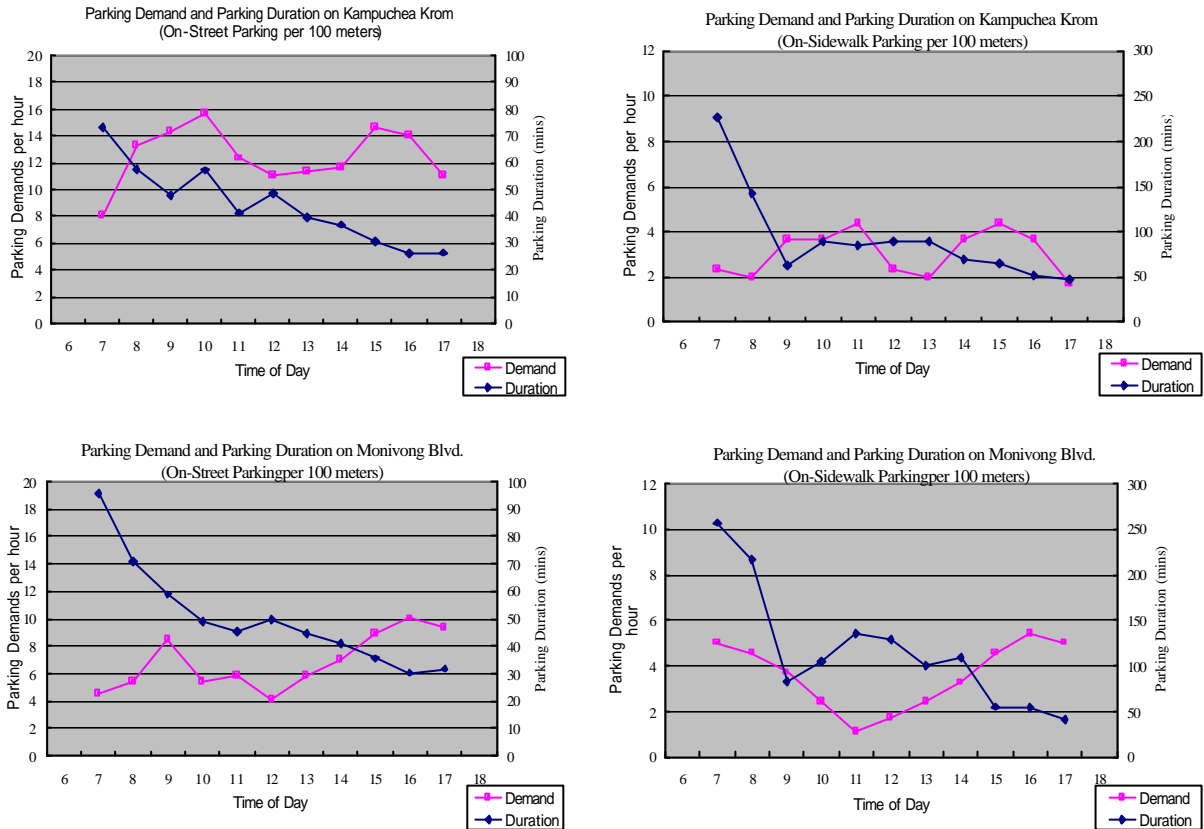 Parking Demand and Parking Duration on Kampuchea Krom
(On-Street Parking per 100 meters)
Parking Demands per hour
20
18
16
14
12
10
8
6
4
2
0
100
90
80
70
60
50
40
30
20
10
0
Parking Duration (mins)
6 7 8 9 10 11 12 13 14 15 16 17 18
Time of Day
Demand
Duration
Parking Demand and Parking Duration on Kampuchea Krom
(On-Sidewalk Parking per 100 meters)
Parking Demands per hour
12
10
8
6
4
2
0
300
250
200
150
100
50
0
Parking Duration (mins)
6 7 8 9 10 11 12 13 14 15 16 17 18
Time of Day
Demand
Duration
Parking Demand and Parking Duration on Monivong Blvd.
(On-Street Parkingper 100 meters)
Parking Demands per hour
20
18
16
14
12
10
8
6
4
2
0
100
90
80
70
60
50
40
30
20
10
0
Parking Duration (mins)
6 7 8 9 10 11 12 13 14 15 16 17 18
Time of Day
Demand
Duration
Parking Demand and Parking Duration on Monivong Blvd.
(On-Sidewalk Parkingper 100 meters)
Parking Demands per
hour
12
10
8
6
4
2
0
300
250
200
150
100
50
0
Parking Duration (mins)
6 7 8 9 10 11 12 13 14 15 16 17 18
Time of Day
Demand
Duration